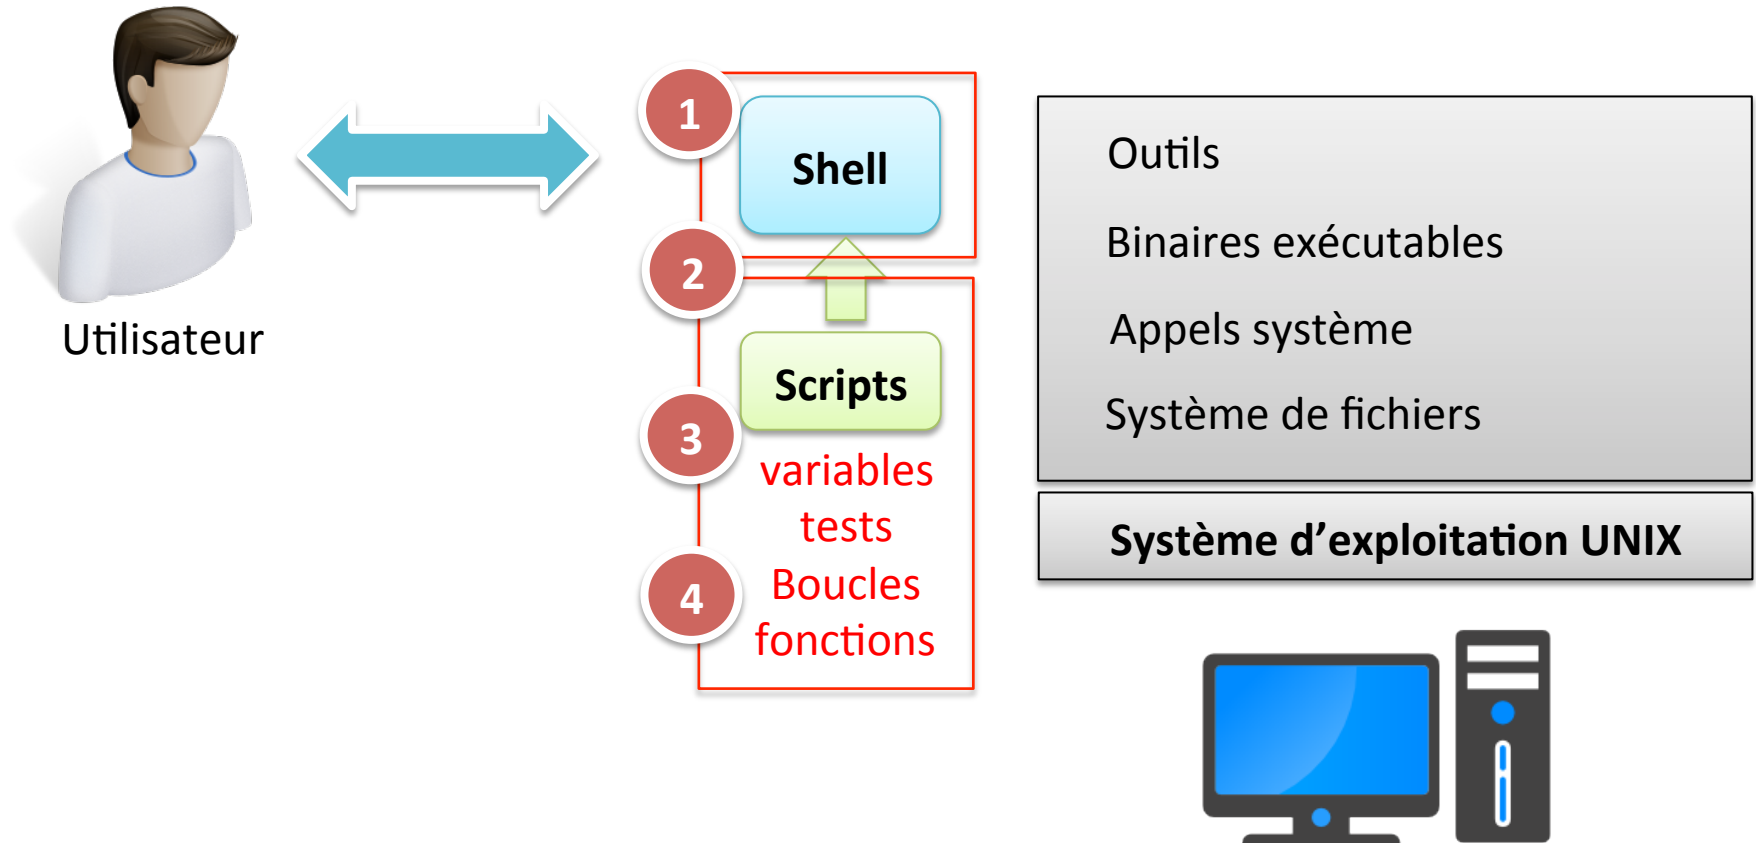 Utilisateur
1
Shell
2
Scripts
3
variables
tests
Boucles
4
fonctions
Outils
Binaires exécutables
Appels système
Système de fichiers
Système d’exploitation UNIX